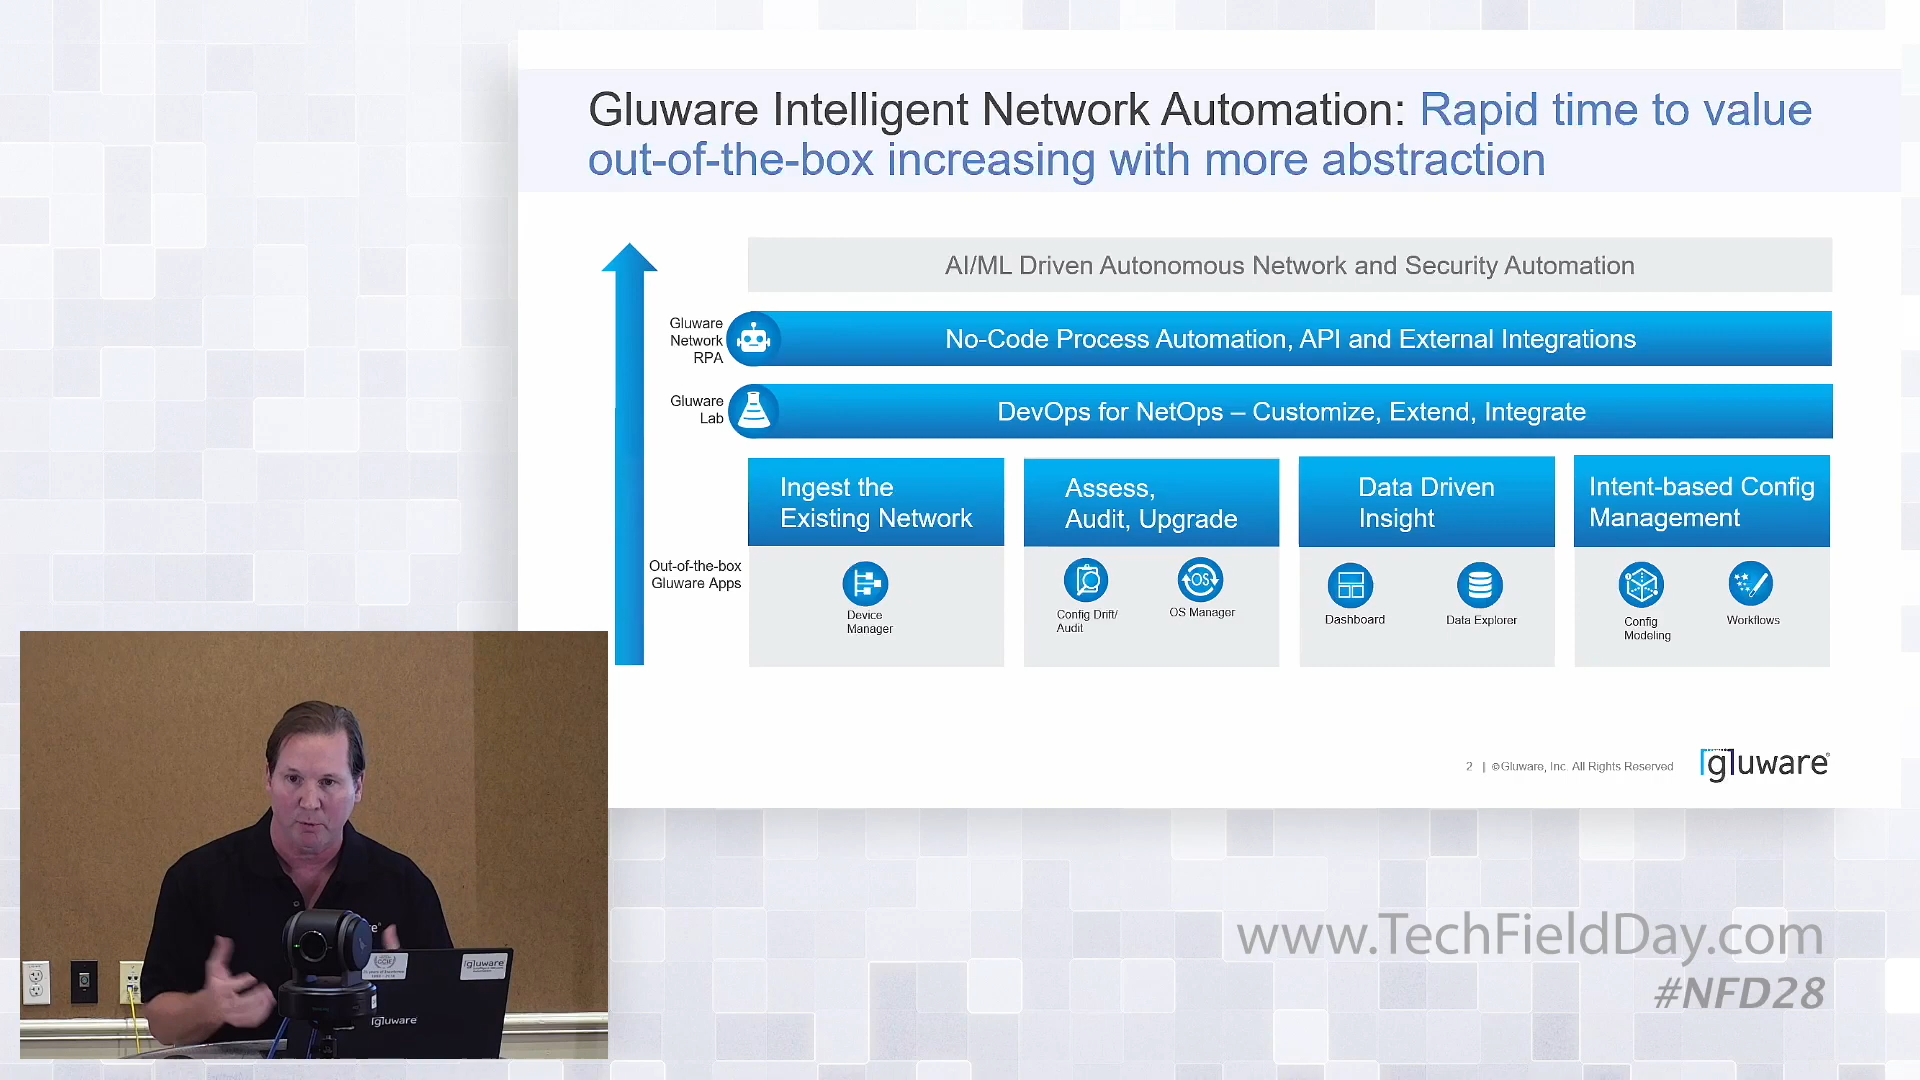 Gluware Intelligent Network Automation: Rapid time to value
out-of-the-box increasing with more abstraction
AI/ML Driven Autonomous Network and Security Automation
Gluware
Network
RPA
No-Code Process Automation, API and External Integrations
Gluware
Lab
DevOps for NetOps – Customize, Extend, Integrate
Out-of-the-box
Gluware Apps
Ingest the
Existing Network
Device
Manager
Assess,
Audit, Upgrade
Config Drift/
Audit
OS
OS Manager
Data Driven
Insight
Dashboard
Data Explorer
Intent-based Config
Management
Config
Modeling
Workflows
2 | ©Gluware, Inc. All Rights Reserved
gluware®
gluware
gluware
www.TechFieldDay.com
#NFD28